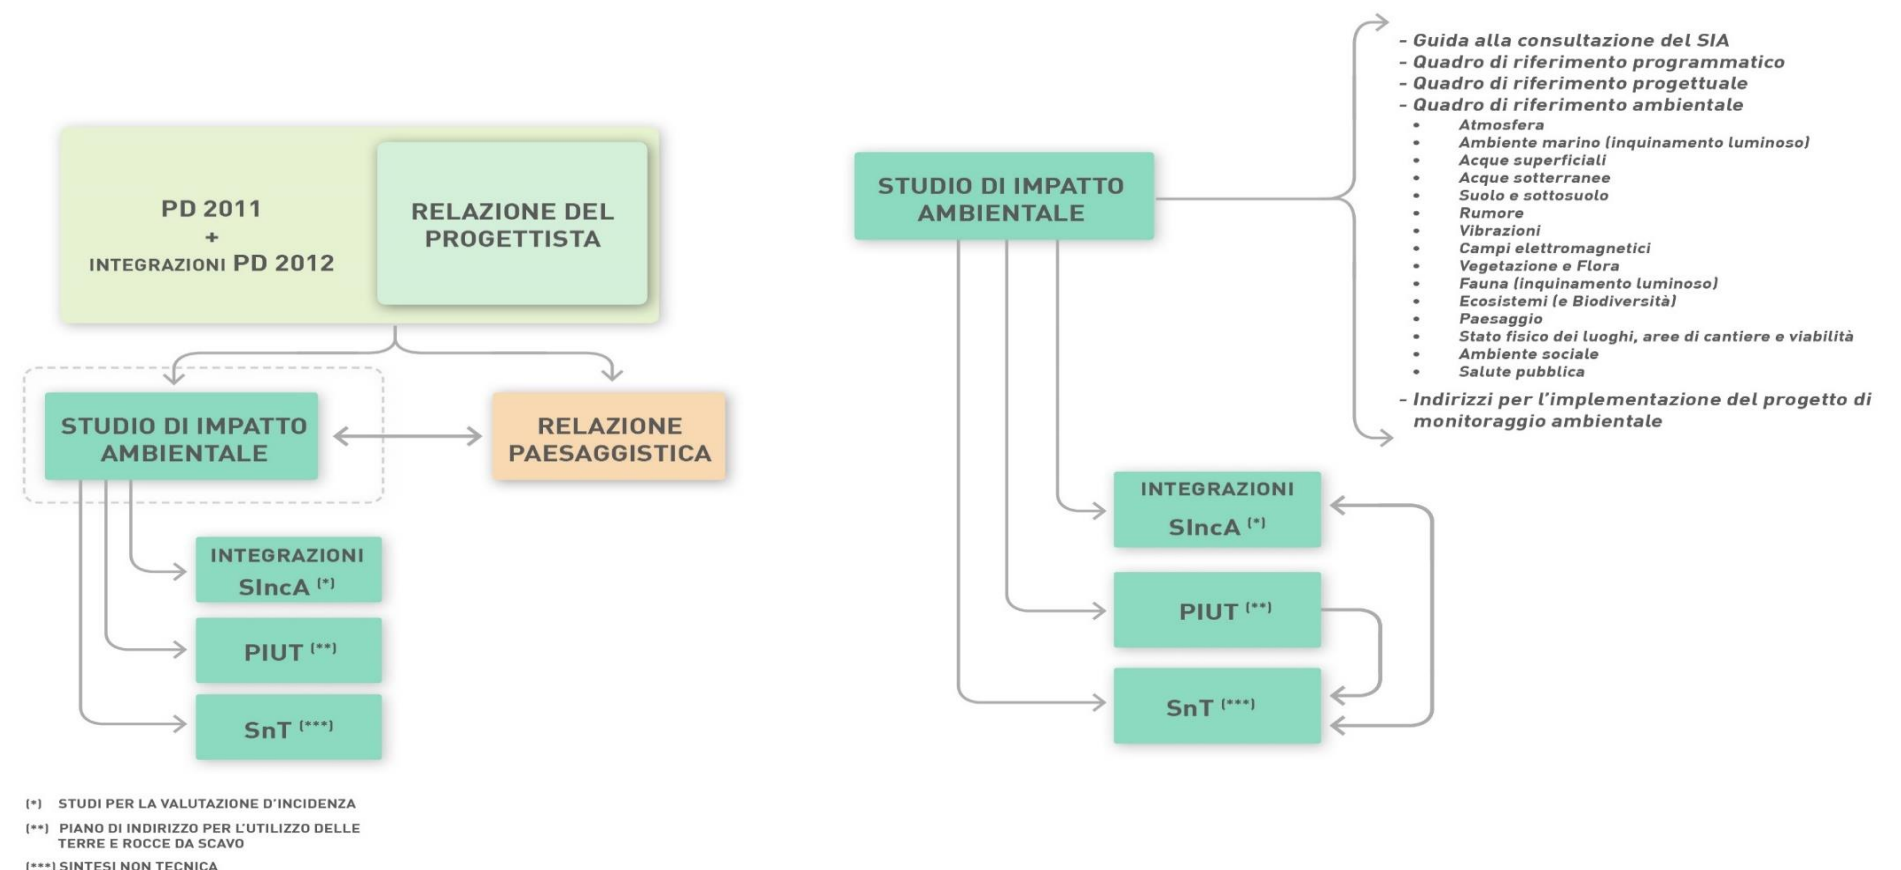 PD 2011
+
INTEGRAZIONI PD 2012
RELAZIONE DEL
PROGETTISTA
STUDIO DI IMPATTO
AMBIENTALE
RELAZIONE
PAESAGGISTICA
INTEGRAZIONI
SIncA (*)
PIUT (**)
SnT (***)
(*) STUDI PER LA VALUTAZIONE D'INCIDENZA
(**) PIANO DI INDIRIZZO PER L'UTILIZZO DELLE
TERRE E ROCCE DA SCAVO
(***) SINTESI NON TECNICA
STUDIO DI IMPATTO
AMBIENTALE
- Guida alla consultazione del SIA
- Quadro di riferimento programmatico
- Quadro di riferimento progettuale
- Quadro di riferimento ambientale
• Atmosfera
• Ambiente marino (inquinamento luminoso)
• Acque superficiali
• Acque sotterranee
• Suolo e sottosuolo
• Rumore
• Vibrazioni
• Campi elettromagnetici
• Vegetazione e Flora
• Fauna (inquinamento luminoso)
• Ecosistemi (e Biodiversità)
• Paesaggio
• Stato fisico dei luoghi, aree di cantiere e viabilità
• Ambiente sociale
• Salute pubblica
- Indirizzi per l'implementazione del progetto di
monitoraggio ambientale
INTEGRAZIONI
SIncA (*)
PIUT (**)
SnT (***)